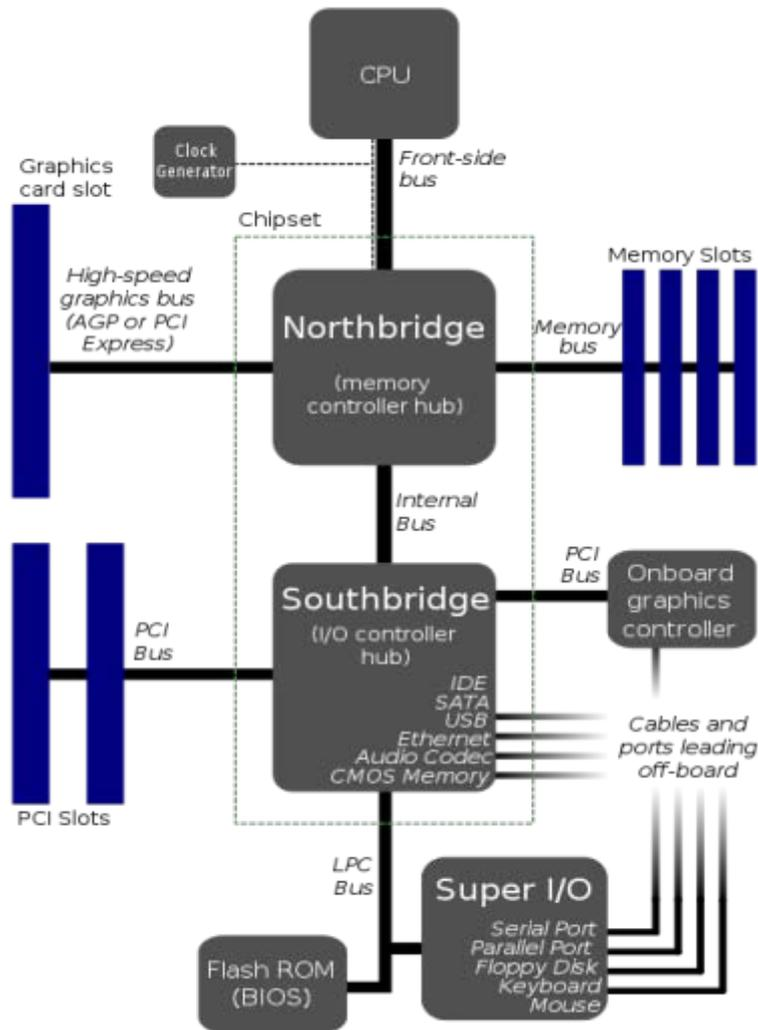 CPU
Clock
Generator
Front-side
bus
Graphics
card slot
Chipset
High-speed
graphics bus
(AGP or PCI
Express)
Northbridge
(memory
controller hub)
Memory
bus
Memory Slots
Internal
Bus
PCI
Bus
Onboard
graphics
controller
Southbridge
(I/O controller
hub)
IDE
SATA
USB
Ethernet
Audio Codec
CMOS Memory
PCI
Bus
PCI Slots
Cables and
ports leading
off-board
LPC
Bus
Super I/O
Serial Port
Parallel Port
Floppy Disk
Keyboard
Mouse
Flash ROM
(BIOS)